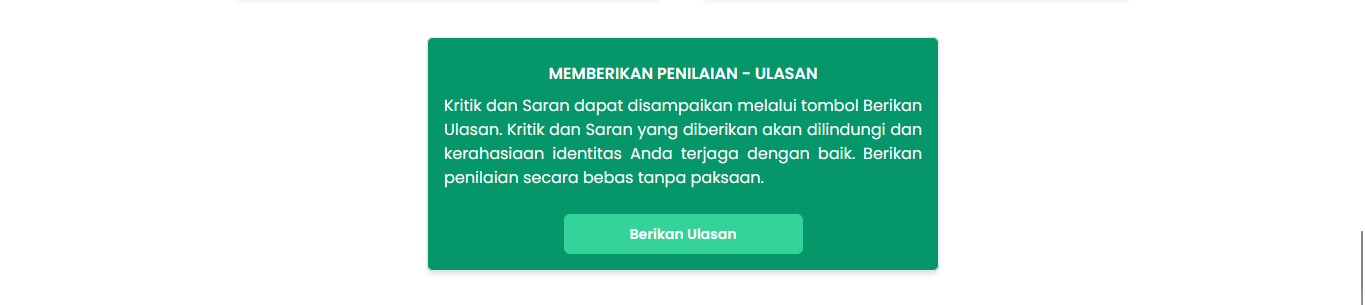 MEMBERIKAN PENILAIAN - ULASAN
Kritik dan Saran dapat disampaikan melalui tombol Berikan
Ulasan. Kritik dan Saran yang diberikan akan dilindungi dan
kerahasiaan identitas Anda terjaga dengan baik. Berikan
penilaian secara bebas tanpa paksaan.
Berikan Ulasan